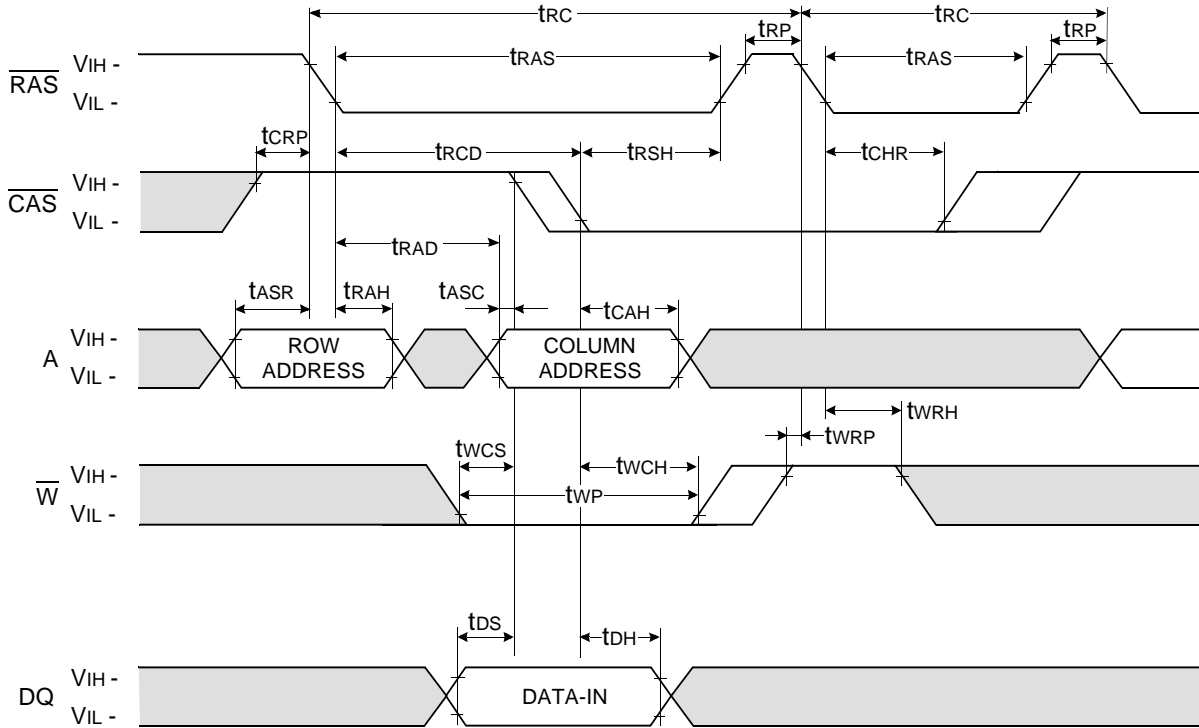 tRC tRC
tRP tRP
RAS VIH - tRAS tRAS
VIL -
tCRP tRCD tRSH tCHR
CAS VIH -
VIL -
tRAD
tASR tRAH tASC tCAH
A VIH - ROW ADDRESS COLUMN ADDRESS
VIL -
tWRH
tWRP
tWCS tWCH
W VIH - tWP
VIL -
tDS tDH
DQ VIH - DATA-IN
VIL -